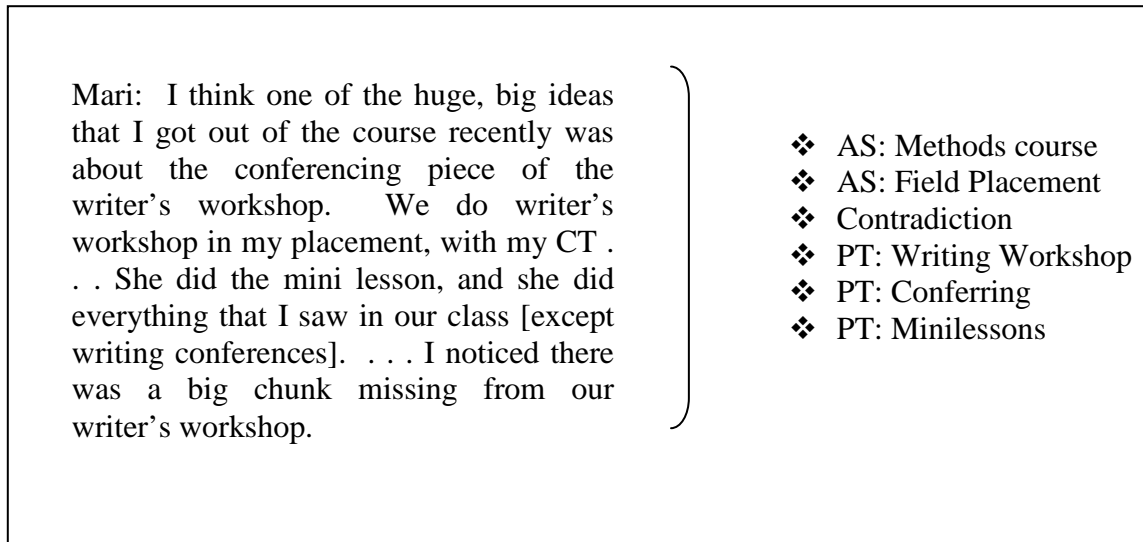 Mari:  I think one of the huge, big ideas
that I got out of the course recently was
about the conferencing piece of the
writer's workshop.   We do writer's
workshop in my placement, with my CT .
. . She did the mini lesson, and she did
everything that I saw in our class [except
writing conferences].  . . . I noticed there
was a big chunk missing from our
writer's workshop.
❖ AS: Methods course
❖ AS: Field Placement
❖ Contradiction
❖ PT: Writing Workshop
❖ PT: Conferring
❖ PT: Minilessons